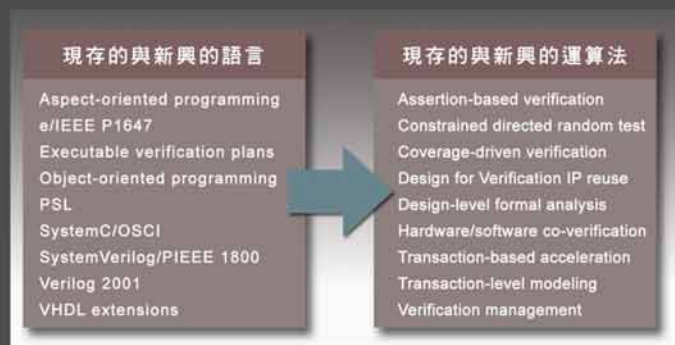 現存的與新興的語言
Aspect-oriented programming
e/IEEE P1647
Executable verification plans
Object-oriented programming
PSL
SystemC/OSCI
SystemVerilog/PIEEE 1800
Verilog 2001
VHDL extensions
現存的與新興的運算法
Assertion-based verification
Constrained directed random test
Coverage-driven verification
Design for Verification IP reuse
Design-level formal analysis
Hardware/software co-verification
Transaction-based acceleration
Transaction-level modeling
Verification management